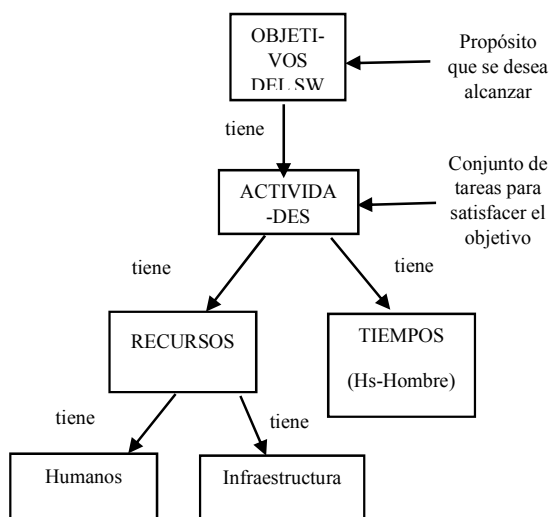 OBJETI-
VOS
DEL SW
Propósito
que se desea
alcanzar
tiene
ACTIVIDA
-DES
Conjunto de
tareas para
satisfacer el
objetivo
tiene
tiene
RECURSOS
TIEMPOS
(Hs-Hombre)
tiene
tiene
Humanos
Infraestructura